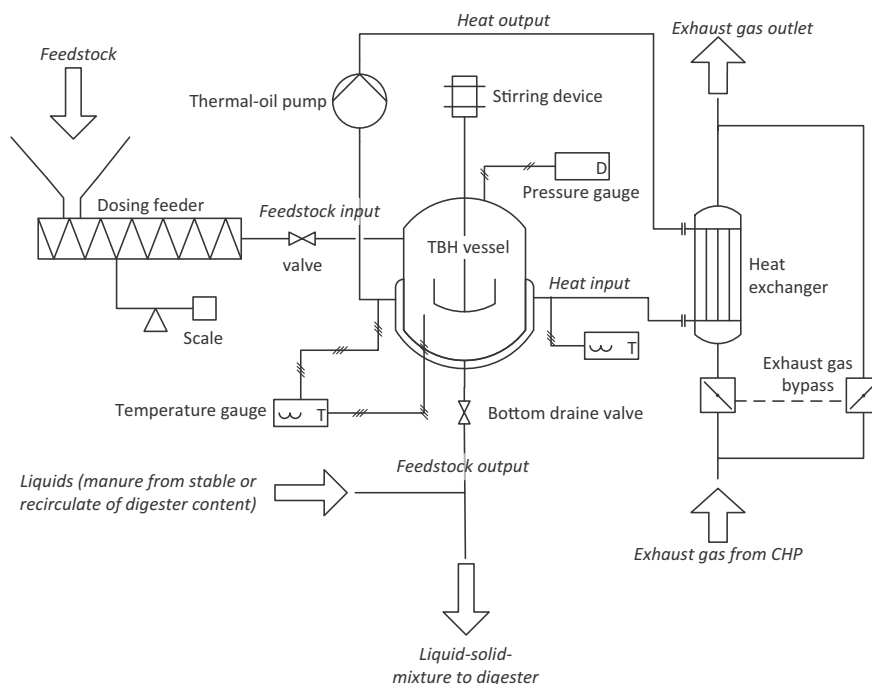 Heat output
Exhaust gas outlet
Feedstock
Thermal-oil pump
Stirring device
D
Pressure gauge
Dosing feeder
Feedstock input
valve
TBH vessel
Heat input
Heat
exchanger
Scale
T
Exhaust gas
bypass
Temperature gauge
T
Bottom draine valve
Feedstock output
Liquids (manure from stable or
recirculate of digester content)
Exhaust gas from CHP
Liquid-solid-
mixture to digester